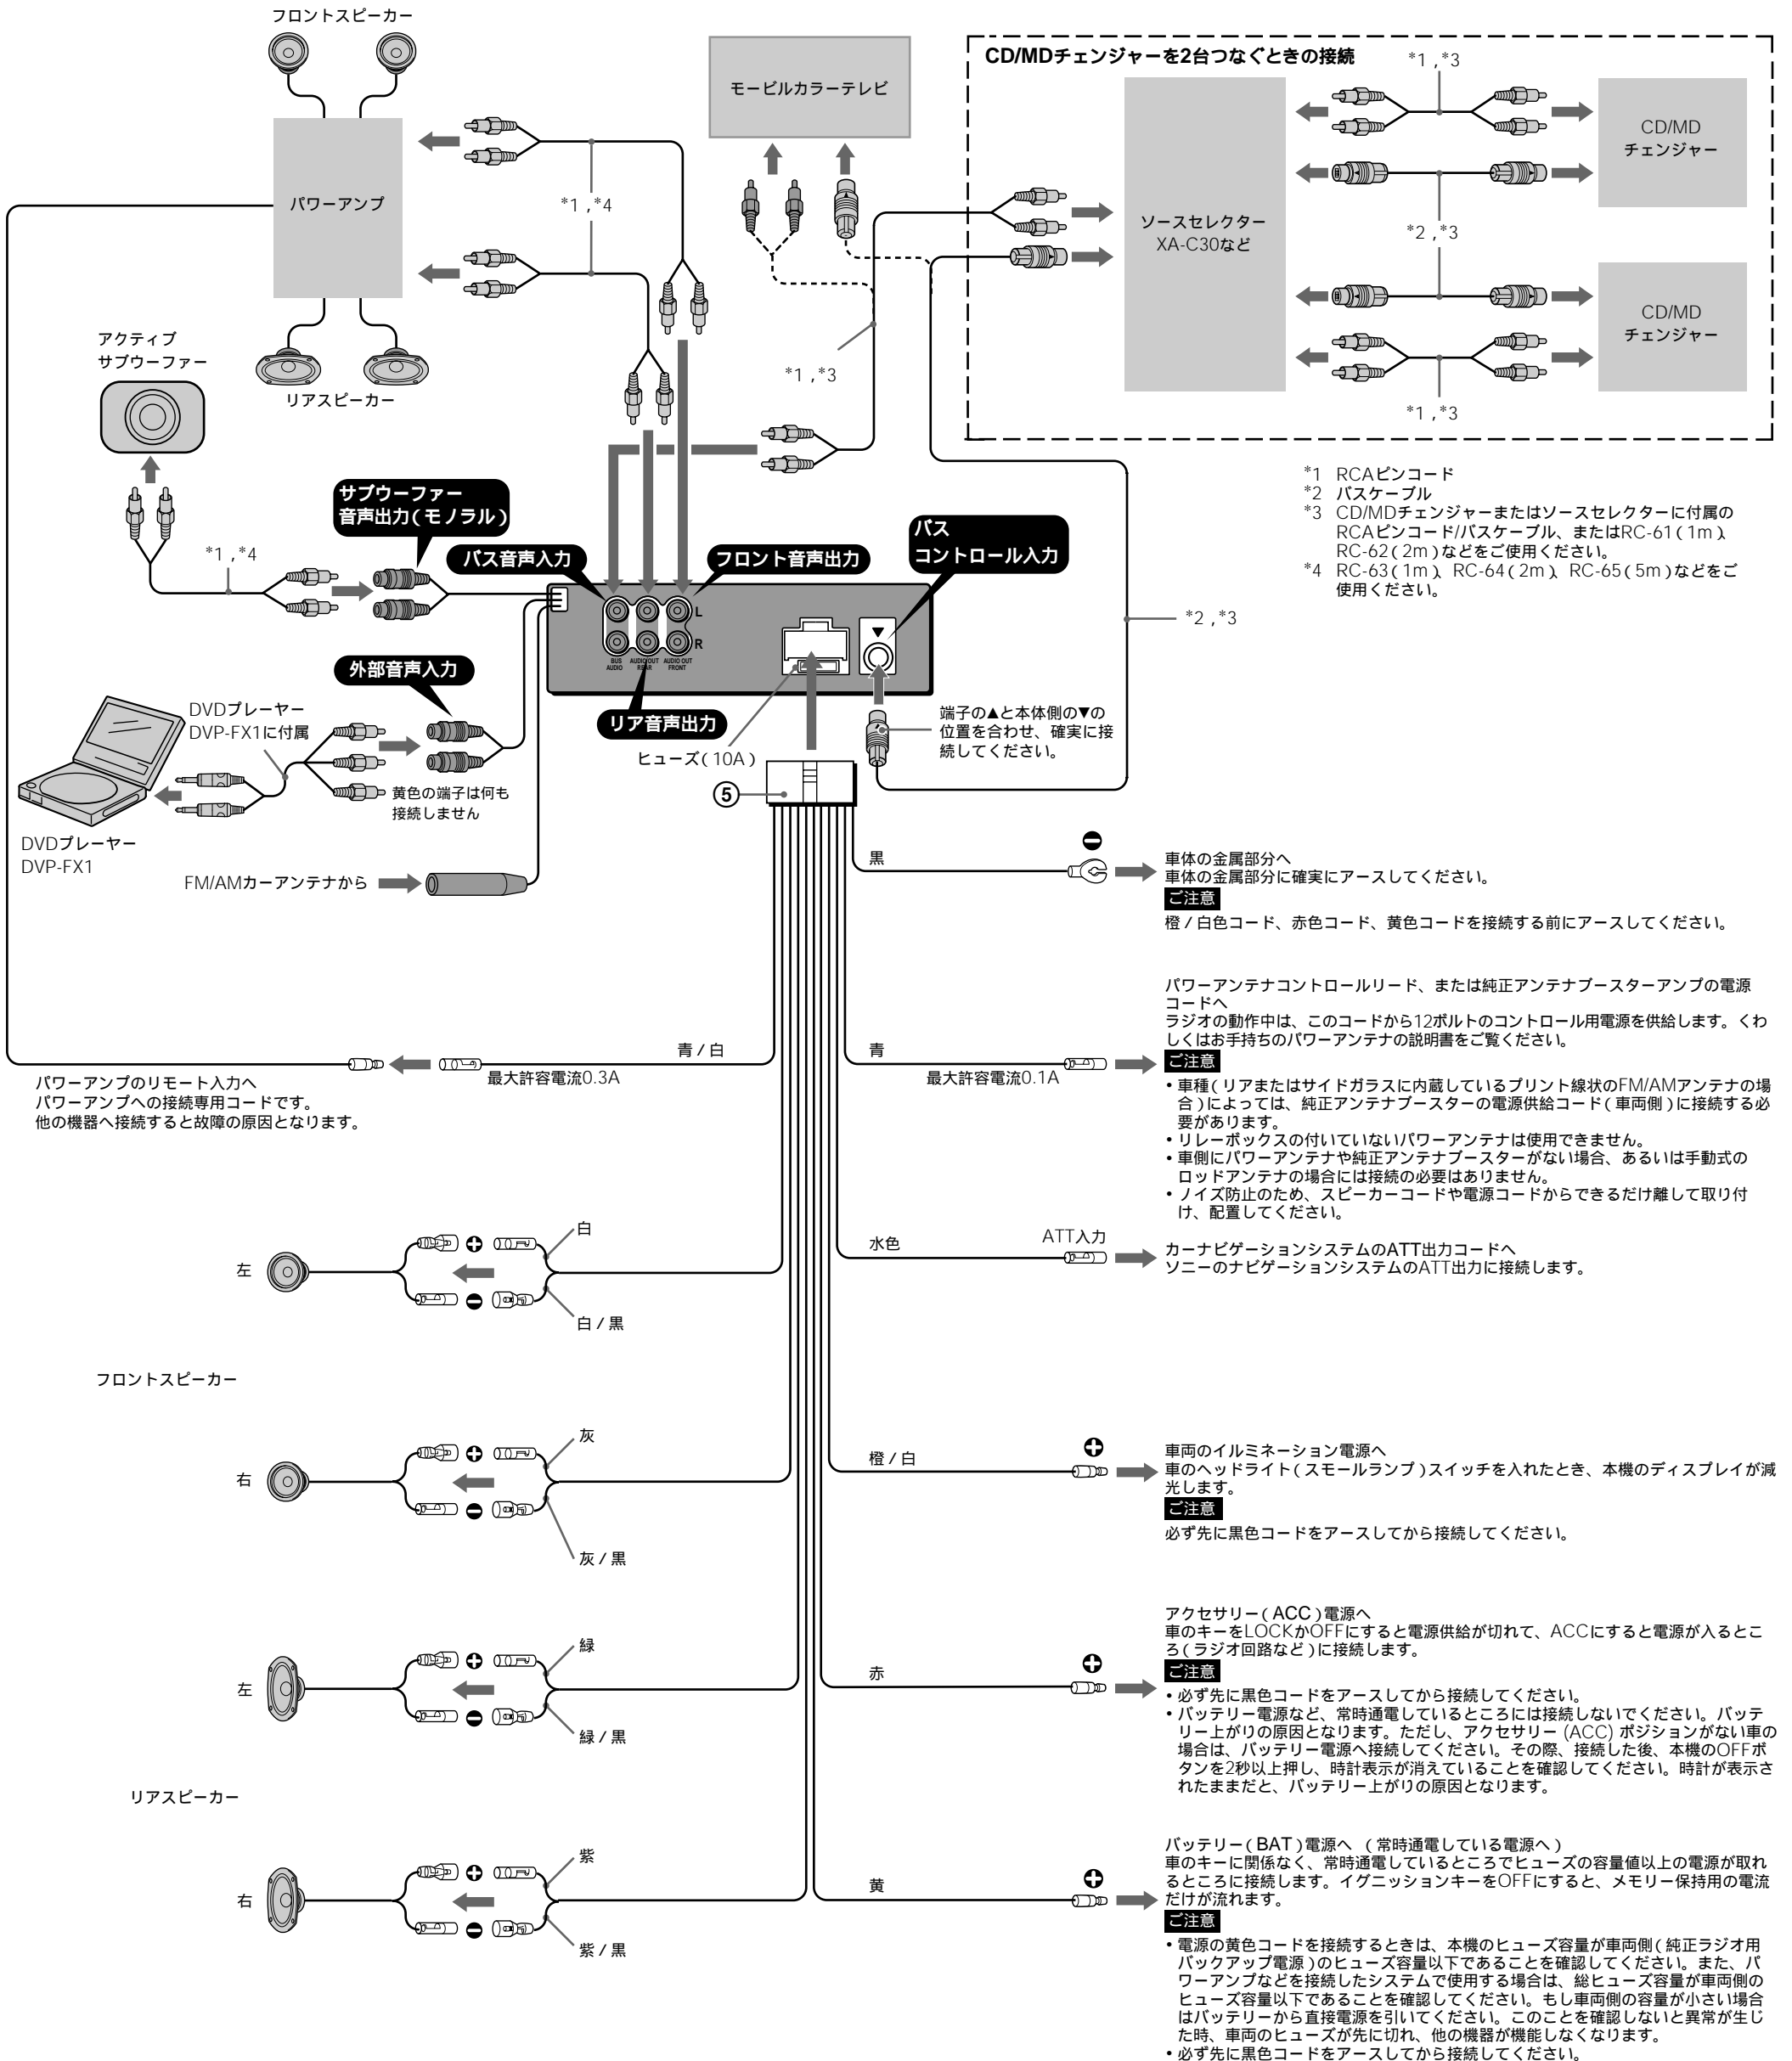 フロントスピーカー
パワーアンプ
*1 ,*4
リアスピーカー
アクティブ
サブウーファー
モービルカラーテレビ
*1 ,*3
CD/MDチェンジャーを2台つなぐときの接続
*1 ,*3
ソースセレクター
XA-C30など
CD/MD
チェンジャー
*2 ,*3
CD/MD
チェンジャー
*1 ,*3
*1 RCAピンコード
*2 バスケーブル
*3 CD/MDチェンジャーまたはソースセレクターに付属の
RCAピンコード/バスケーブル、またはRC-61(1m)、
RC-62(2m)などをご使用ください。
*4 RC-63(1m)、RC-64(2m)、RC-65(5m)などをご
使用ください。
*1 ,*4
サブウーファー
音声出力(モノラル)
バス音声入力
フロント音声出力
バス
コントロール入力
L
R
BUS
AUDIO
AUDIO OUT
REAR
AUDIO OUT
FRONT
*2 ,*3
外部音声入力
リア音声出力
ヒューズ(10A)
端子の▲と本体側の▼の
位置を合わせ、確実に接
続してください。
DVDプレーヤー
DVP-FX1に付属
黄色の端子は何も
接続しません
DVDプレーヤー
DVP-FX1
FM/AMカーアンテナから
⑤
黒
車体の金属部分へ
車体の金属部分に確実にアースしてください。
ご注意
橙/白色コード、赤色コード、黄色コードを接続する前にアースしてください。
青/白
最大許容電流0.3A
パワーアンプのリモート入力へ
パワーアンプへの接続専用コードです。
他の機器へ接続すると故障の原因となります。
青
最大許容電流0.1A
パワーアンテナコントロールリード、または純正アンテナブースターアンプの電源
コードへ
ラジオの動作中は、このコードから12ボルトのコントロール用電源を供給します。くわ
しくはお手持ちのパワーアンテナの説明書をご覧ください。
ご注意
•車種(リアまたはサイドガラスに内蔵しているプリント線状のFM/AMアンテナの場
合)によっては、純正アンテナブースターの電源供給コード(車両側)に接続する必
要があります。
•リレーボックスの付いていないパワーアンテナは使用できません。
•車側にパワーアンテナや純正アンテナブースターがない場合、あるいは手動式の
ロッドアンテナの場合には接続の必要はありません。
•ノイズ防止のため、スピーカーコードや電源コードからできるだけ離して取り付
け、配置してください。
水色
ATT入力
カーナビゲーションシステムのATT出力コードへ
ソニーのナビゲーションシステムのATT出力に接続します。
左
白
白/黒
フロントスピーカー
右
灰
灰/黒
橙/白
車両のイルミネーション電源へ
車のヘッドライト(スモールランプ)スイッチを入れたとき、本機のディスプレイが減
光します。
ご注意
必ず先に黒色コードをアースしてから接続してください。
左
緑
緑/黒
リアスピーカー
赤
アクセサリー(ACC)電源へ
車のキーをLOCKかOFFにすると電源供給が切れて、ACCにすると電源が入るとこ
ろ(ラジオ回路など)に接続します。
ご注意
•必ず先に黒色コードをアースしてから接続してください。
•バッテリー電源など、常時通電しているところには接続しないでください。バッテ
リー上がりの原因となります。ただし、アクセサリー (ACC) ポジションがない車の
場合は、バッテリー電源へ接続してください。その際、接続した後、本機のOFFボ
タンを2秒以上押し、時計表示が消えていることを確認してください。時計が表示さ
れたままだと、バッテリー上がりの原因となります。
右
紫
紫/黒
黄
バッテリー(BAT)電源へ (常時通電している電源へ)
車のキーに関係なく、常時通電しているところでヒューズの容量値以上の電源が取れ
るところに接続します。イグニッションキーをOFFにすると、メモリー保持用の電流
だけが流れます。
ご注意
•電源の黄色コードを接続するときは、本機のヒューズ容量が車両側(純正ラジオ用
バックアップ電源)のヒューズ容量以下であることを確認してください。また、パ
ワーアンプなどを接続したシステムで使用する場合は、総ヒューズ容量が車両側の
ヒューズ容量以下であることを確認してください。もし車両側の容量が小さい場合
はバッテリーから直接電源を引いてください。このことを確認しないと異常が生じ
た時、車両のヒューズが先に切れ、他の機器が機能しなくなります。
•必ず先に黒色コードをアースしてから接続してください。